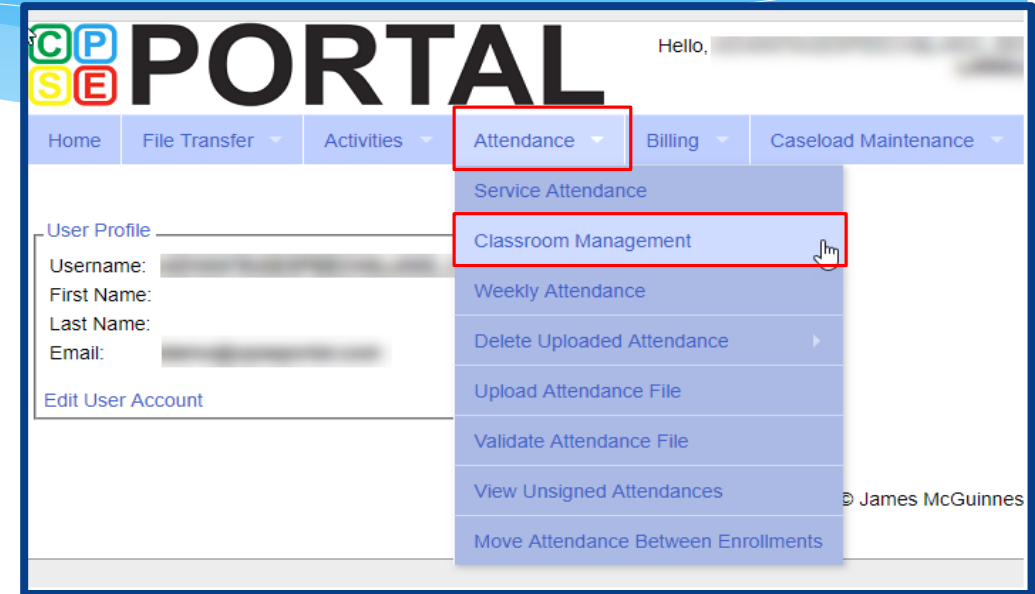 CP
SE
PORTAL
Hello,
Home File Transfer Activities Attendance Billing Caseload Maintenance
Service Attendance
Classroom Management
Weekly Attendance
Delete Uploaded Attendance
Upload Attendance File
Validate Attendance File
View Unsigned Attendances
Move Attendance Between Enrollments
User Profile
Username:
First Name:
Last Name:
Email:
Edit User Account
© James McGuinnes